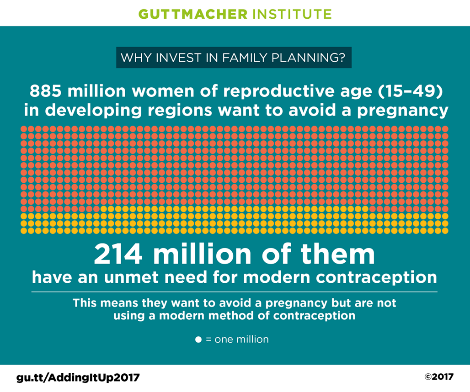 GUTTMACHER INSTITUTE
WHY INVEST IN FAMILY PLANNING?
885 million women of reproductive age (15–49)
in developing regions want to avoid a pregnancy
214 million of them
have an unmet need for modern contraception
This means they want to avoid a pregnancy but are not
using a modern method of contraception
= one million
gu.tt/AddingItUp2017
©2017